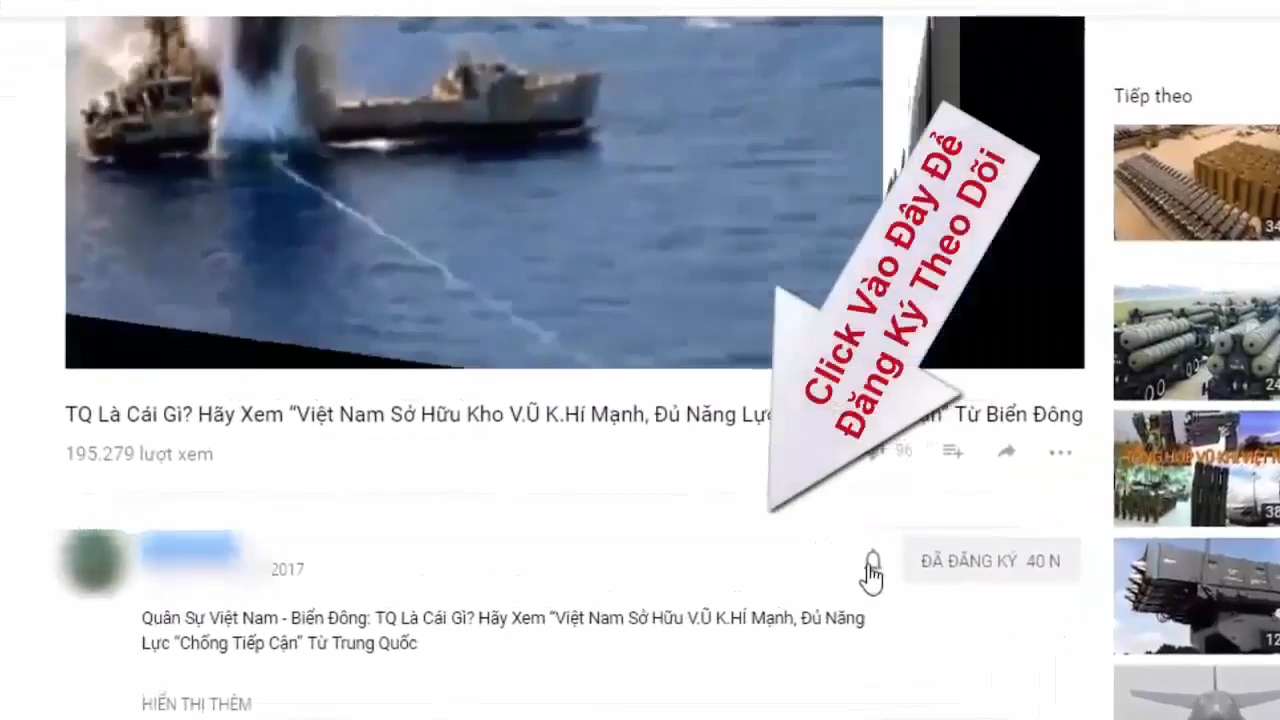 Tiếp theo
Click Vào Đây Để
Đăng Ký Theo Dõi
TQ Là Cái Gì? Hãy Xem “Việt Nam Sở Hữu Kho V.Ũ K.Hí Mạnh, Đủ Năng Lực Từ Biển Đông
195.279 lượt xem
96
2017
ĐÃ ĐĂNG KÝ 40 N
Quân Sự Việt Nam - Biển Đông: TQ Là Cái Gì? Hãy Xem “Việt Nam Sở Hữu V.Ũ K.HÍ Mạnh, Đủ Năng
Lực “Chống Tiếp Cận” Từ Trung Quốc
HIỂN THỊ THÊM